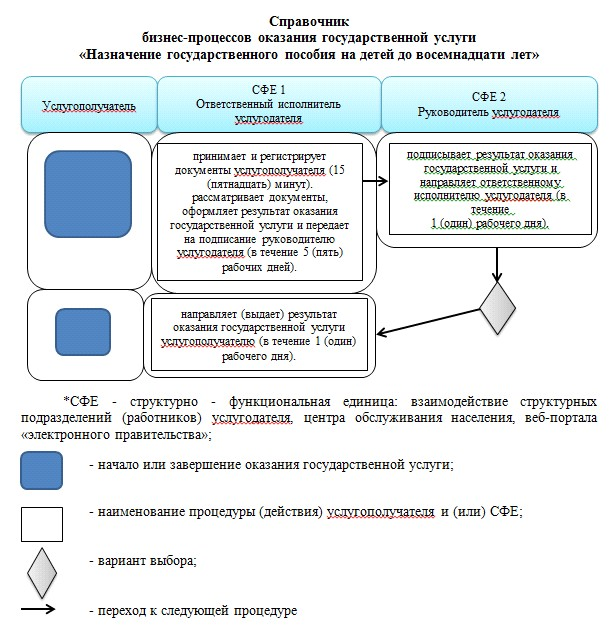 Справочник
бизнес-процессов оказания государственной услуги
«Назначение государственного пособия на детей до восемнадцати лет»
Услугополучатель
СФЕ 1
Ответственный исполнитель
услугодателя
СФЕ 2
Руководитель услугодателя
принимает и регистрирует
документы услугополучателя (15
(пятнадцать) минут).
рассматривает документы,
оформляет результат оказания
государственной услуги и передает
на подписание руководителю
услугодателя (в течение 5 (пять)
рабочих дней).
подписывает результат оказания
государственной услуги и
направляет ответственному
исполнителю услугодателя (в
течение
1 (один) рабочего дня).
направляет (выдает) результат
оказания государственной услуги
услугополучателю (в течение 1 (один)
рабочего дня).
*СФЕ - структурно - функциональная единица: взаимодействие структурных
подразделений (работников) услугодателя, центра обслуживания населения, веб-портала
«электронного правительства»;
- начало или завершение оказания государственной услуги;
- наименование процедуры (действия) услугополучателя и (или) СФЕ;
- вариант выбора;
- переход к следующей процедуре